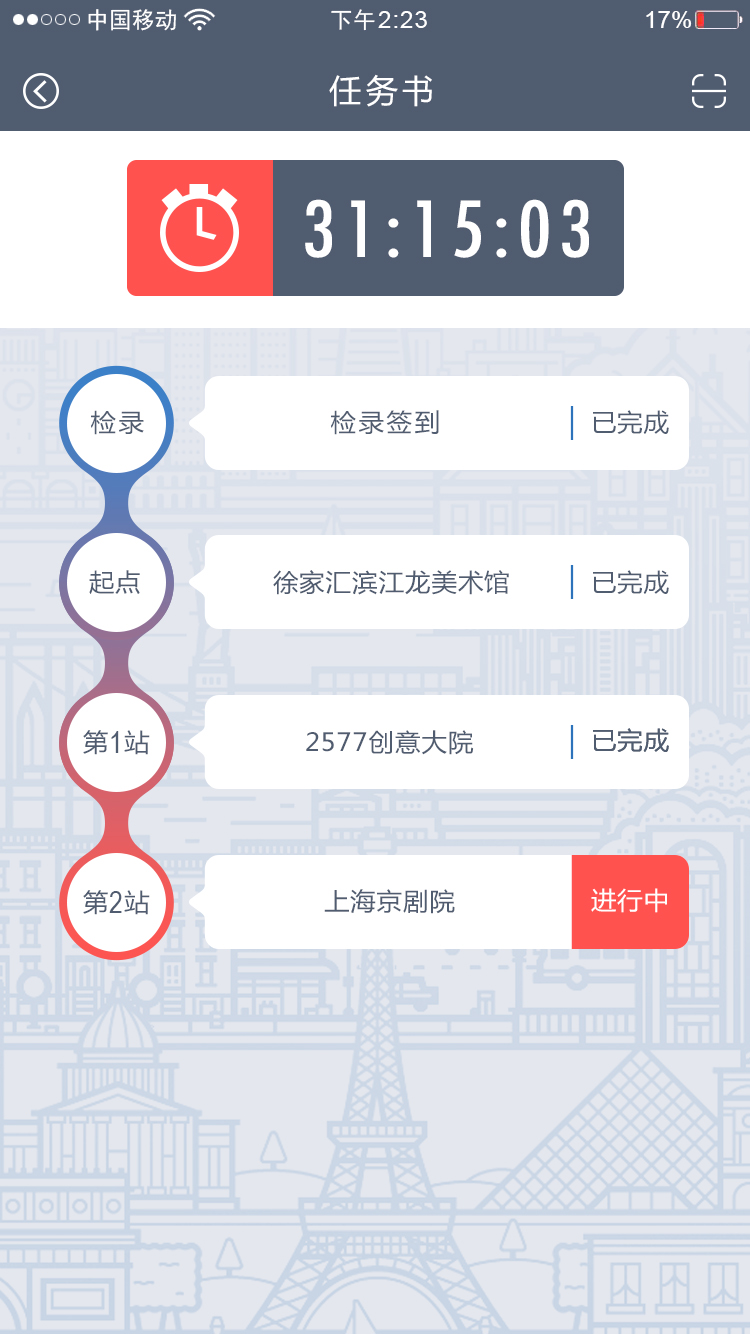 中国移动 下午2:23 17%
任务书
31:15:03
检录 检录签到 已完成
起点 徐家汇滨江龙美术馆 已完成
第1站 2577创意大院 已完成
第2站 上海京剧院 进行中